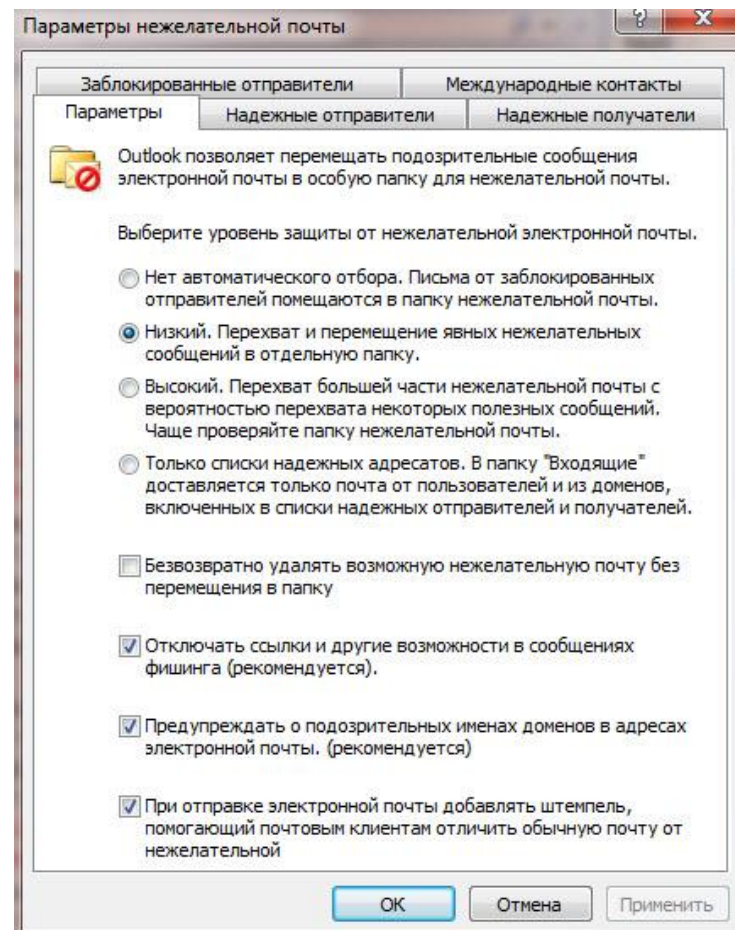 Параметры нежелательной почты
Заблокированные отправители
Международные контакты
Параметры
Надежные отправители
Надежные получатели
Outlook позволяет перемещать подозрительные сообщения
электронной почты в особую папку для нежелательной почты.
Выберите уровень защиты от нежелательной электронной почты.
Нет автоматического отбора. Письма от заблокированных
отправителей помещаются в папку нежелательной почты.
Низкий. Перехват и перемещение явных нежелательных
сообщений в отдельную папку.
Высокий. Перехват большей части нежелательной почты с
вероятностью перехвата некоторых полезных сообщений.
Чаще проверяйте папку нежелательной почты.
Только списки надежных адресатов. В папку "Входящие"
доставляется только почта от пользователей и из доменов,
включенных в списки надежных отправителей и получателей.
Безвозвратно удалять возможную нежелательную почту без
перемещения в папку
Отключать ссылки и другие возможности в сообщениях
фишинга (рекомендуется).
Предупреждать о подозрительных именах доменов в адресах
электронной почты. (рекомендуется)
При отправке электронной почты добавлять штемпель,
помогающий почтовым клиентам отличить обычную почту от
нежелательной
ОК
Отмена
Применить